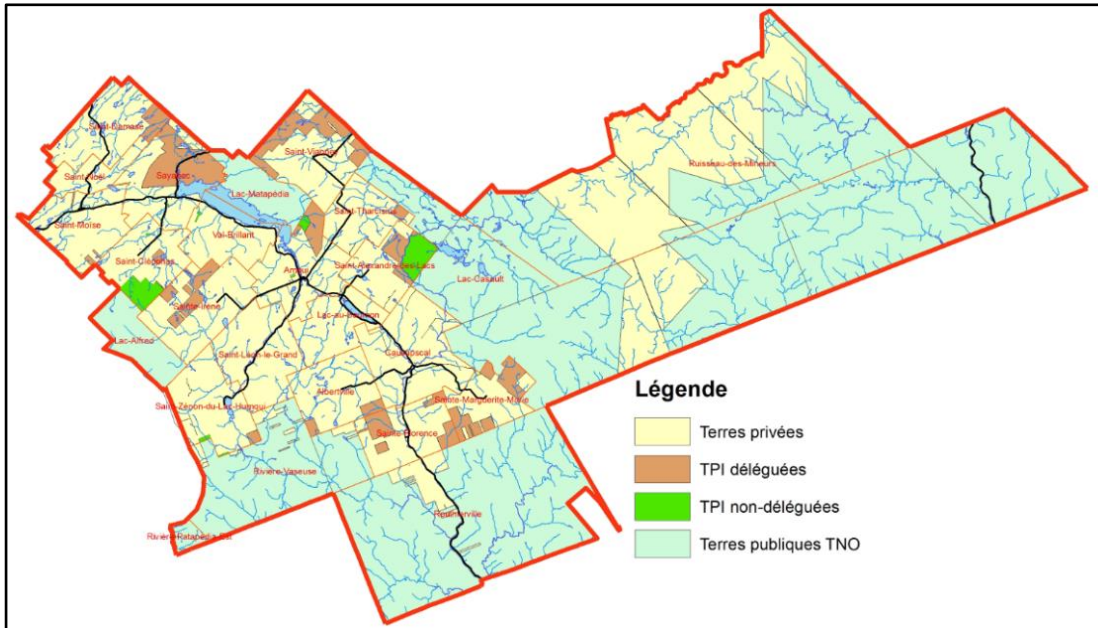 Saint-Damase
Saint-Vianney
Ruisseau-des-Mineurs
Saint-Noël
Sayabec
Lac-Matapédia
Saint-Tharcisius
Saint-Moïse
Val-Brillant
Saint-Cléophas
Saint-Alexandre-des-Lacs
Amqui
Lac-Casault
Sainte-Irène
Lac-au-Saumon
Lac-Alfred
Saint-Léon-le-Grand
Causapscal
Albertville
Sainte-Marguerite-Marie
Saint-Zénon-du-Lac-Humqui
Sainte-Florence
Rivière-Vaseuse
Routhierville
Rivière-Patapédia-Est
Légende
Terres privées
TPI déléguées
TPI non-déléguées
Terres publiques TNO